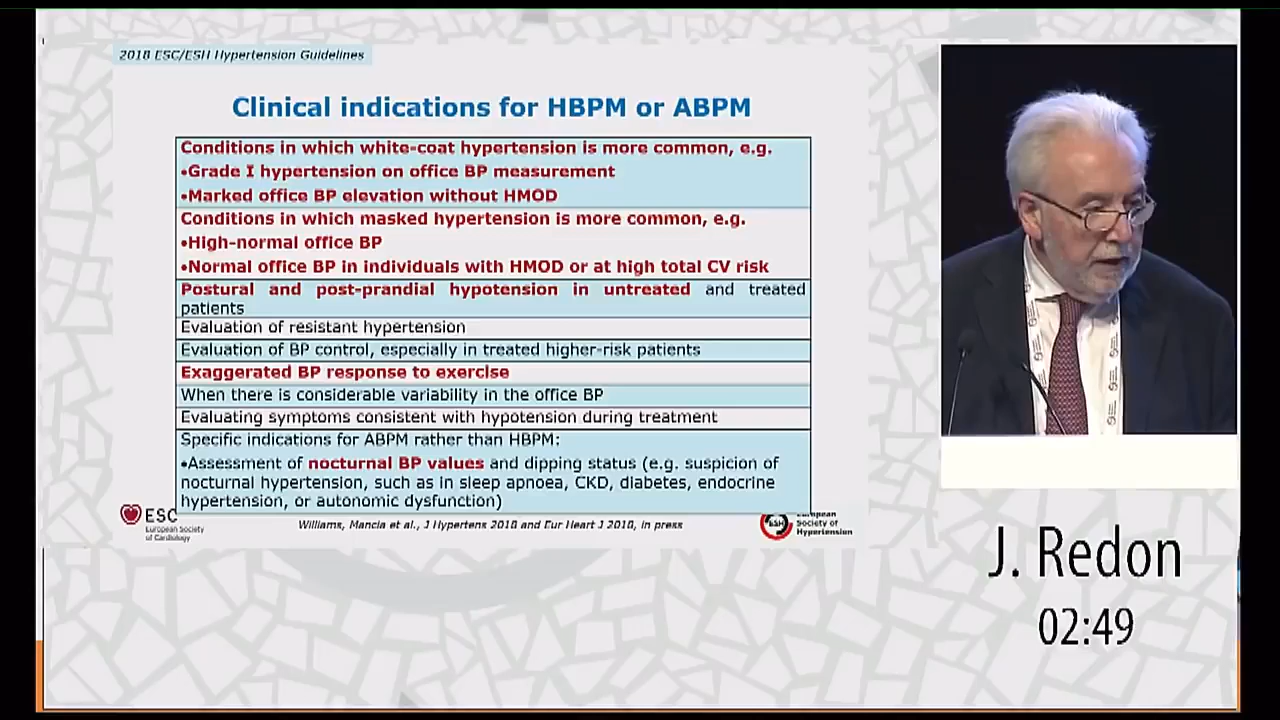 2018 ESC/ESH Hypertension Guidelines
Clinical indications for HBPM or ABPM
Conditions in which white-coat hypertension is more common, e.g.
•Grade I hypertension on office BP measurement
•Marked office BP elevation without HMOD
Conditions in which masked hypertension is more common, e.g.
•High-normal office BP
•Normal office BP in individuals with HMOD or at high total CV risk
Postural and post-prandial hypotension in untreated and treated
patients
Evaluation of resistant hypertension
Evaluation of BP control, especially in treated higher-risk patients
Exaggerated BP response to exercise
When there is considerable variability in the office BP
Evaluating symptoms consistent with hypotension during treatment
Specific indications for ABPM rather than HBPM:
•Assessment of nocturnal BP values and dipping status (e.g. suspicion of
nocturnal hypertension, such as in sleep apnoea, CKD, diabetes, endocrine
hypertension, or autonomic dysfunction)
ESC
European Society
of Cardiology
Williams, Mancia et al., J Hypertens 2018 and Eur Heart J 2018, in press
ESH
European
Society of
Hypertension
J. Redon
02:49